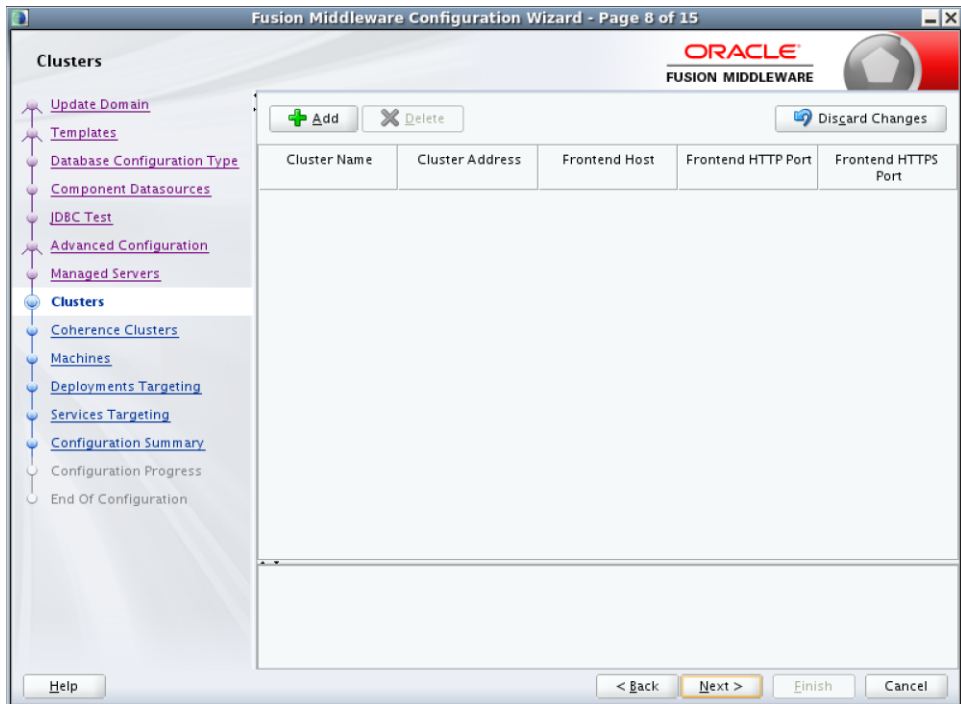 Fusion Middleware Configuration Wizard - Page 8 of 15
Clusters
ORACLE
FUSION MIDDLEWARE
Update Domain
Templates
Database Configuration Type
Component Datasources
JDBC Test
Advanced Configuration
Managed Servers
Clusters
Coherence Clusters
Machines
Deployments Targeting
Services Targeting
Configuration Summary
Configuration Progress
End Of Configuration
Add Delete Discard Changes
Cluster Name Cluster Address Frontend Host Frontend HTTP Port Frontend HTTPS
Port
Help < Back Next > Finish Cancel